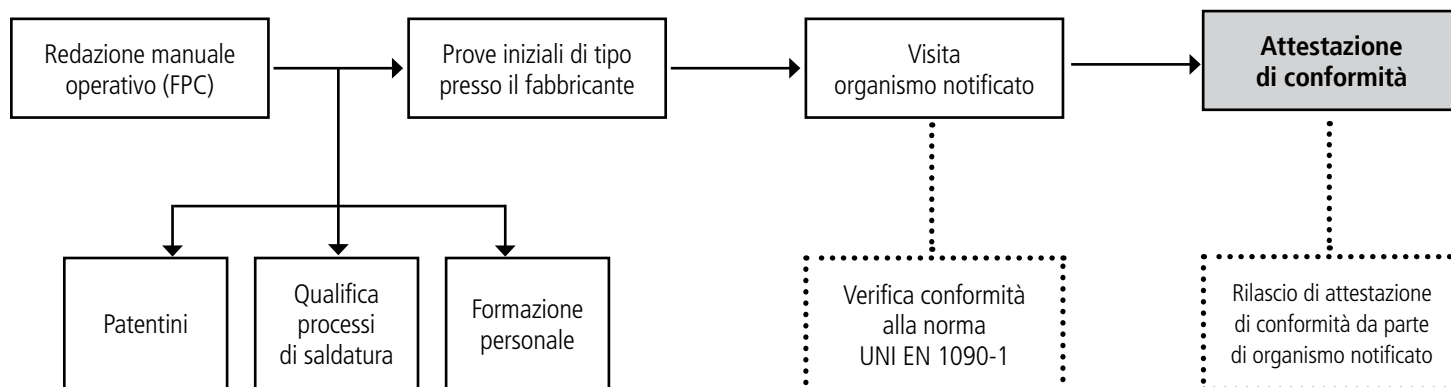 Redazione manuale
operativo (FPC)
Prove iniziali di tipo
presso il fabbricante
Visita
organismo notificato
Attestazione
di conformità
Patentini
Qualifica
processi
di saldatura
Formazione
personale
Verifica conformità
alla norma
UNI EN 1090-1
Rilascio di attestazione
di conformità da parte
di organismo notificato